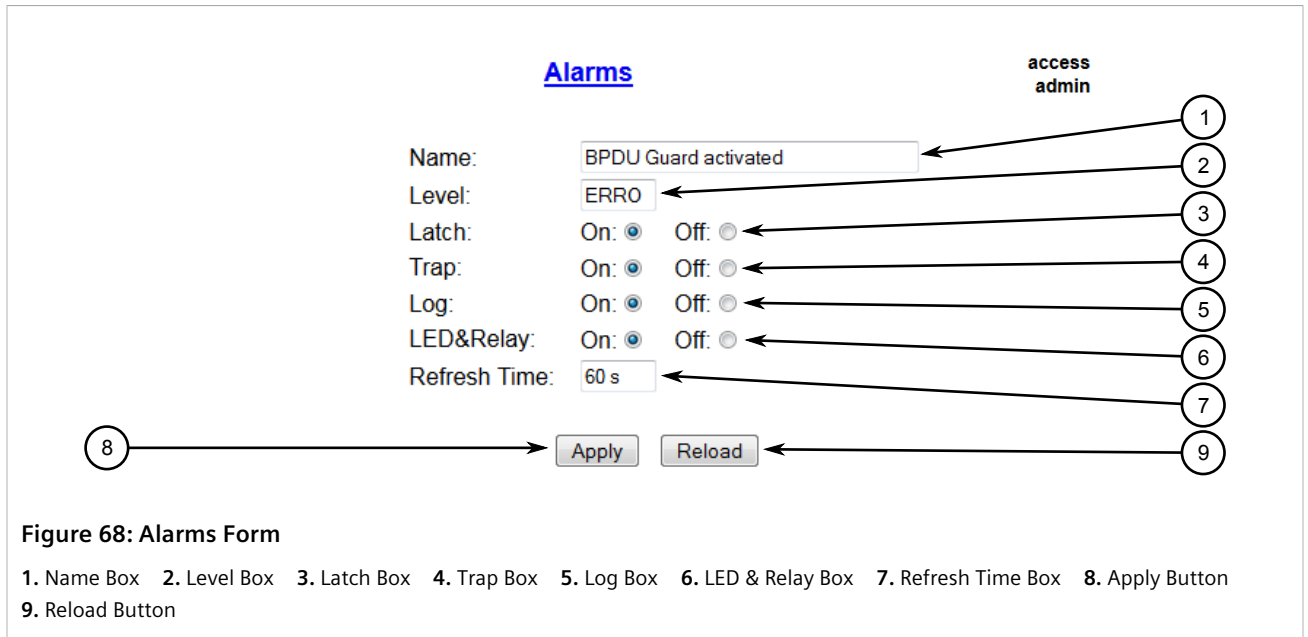 Alarms
access
admin
1
Name: BPDU Guard activated
2
Level: ERRO
3
Latch: On: Off:
4
Trap: On: Off:
5
Log: On: Off:
6
LED&Relay: On: Off:
7
Refresh Time: 60 s
8
Apply Reload
9
Figure 68: Alarms Form
1. Name Box 2. Level Box 3. Latch Box 4. Trap Box 5. Log Box 6. LED & Relay Box 7. Refresh Time Box 8. Apply Button
9. Reload Button